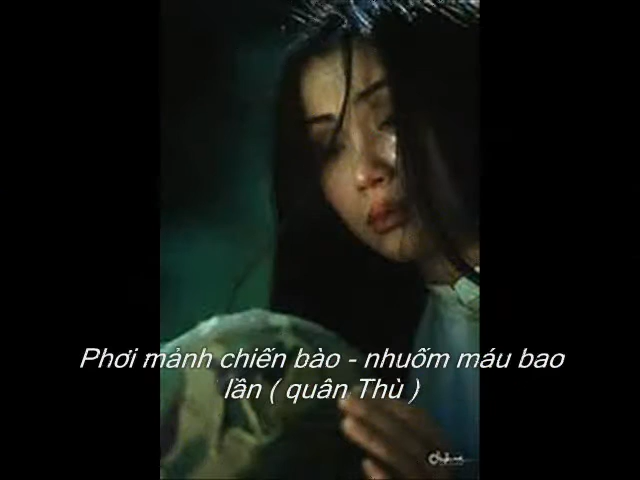 Phơi mảnh chiến bào - nhuốm máu bao
lần ( quân Thù )